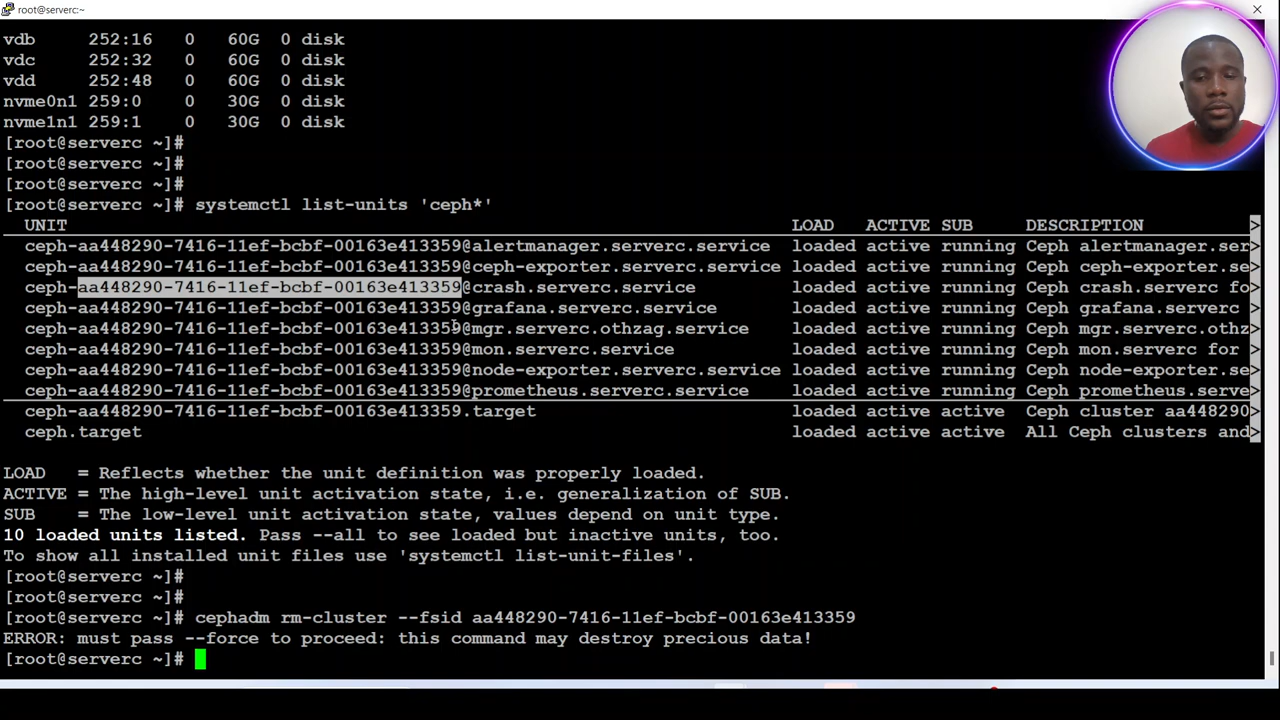 root@serverc:~
vdb 252:16 0 60G 0 disk
vdc 252:32 0 60G 0 disk
vdd 252:48 0 60G 0 disk
nvme0n1 259:0 0 30G 0 disk
nvme1n1 259:1 0 30G 0 disk
[root@serverc ~]#
[root@serverc ~]#
[root@serverc ~]#
[root@serverc ~]# systemctl list-units 'ceph*'
UNIT LOAD ACTIVE SUB DESCRIPTION >
ceph-aa448290-7416-11ef-bcbf-00163e413359@alertmanager.serverc.service loaded active running Ceph alertmanager.ser>
ceph-aa448290-7416-11ef-bcbf-00163e413359@ceph-exporter.serverc.service loaded active running Ceph ceph-exporter.se>
ceph-aa448290-7416-11ef-bcbf-00163e413359@crash.serverc.service loaded active running Ceph crash.serverc fo>
ceph-aa448290-7416-11ef-bcbf-00163e413359@grafana.serverc.service loaded active running Ceph grafana.serverc >
ceph-aa448290-7416-11ef-bcbf-00163e413359@mgr.serverc.othzag.service loaded active running Ceph mgr.serverc.othz>
ceph-aa448290-7416-11ef-bcbf-00163e413359@mon.serverc.service loaded active running Ceph mon.serverc for >
ceph-aa448290-7416-11ef-bcbf-00163e413359@node-exporter.serverc.service loaded active running Ceph node-exporter.se>
ceph-aa448290-7416-11ef-bcbf-00163e413359@prometheus.serverc.service loaded active running Ceph prometheus.serve>
ceph-aa448290-7416-11ef-bcbf-00163e413359.target loaded active active Ceph cluster aa448290>
ceph.target loaded active active All Ceph clusters and>
LOAD = Reflects whether the unit definition was properly loaded.
ACTIVE = The high-level unit activation state, i.e. generalization of SUB.
SUB = The low-level unit activation state, values depend on unit type.
10 loaded units listed. Pass --all to see loaded but inactive units, too.
To show all installed unit files use 'systemctl list-unit-files'.
[root@serverc ~]#
[root@serverc ~]#
[root@serverc ~]# cephadm rm-cluster --fsid aa448290-7416-11ef-bcbf-00163e413359
ERROR: must pass --force to proceed: this command may destroy precious data!
[root@serverc ~]#